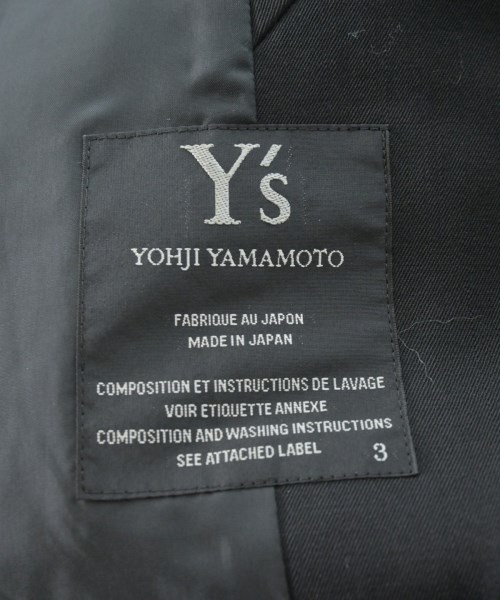 Y's
YOHJI YAMAMOTO
FABRIQUE AU JAPON
MADE IN JAPAN
COMPOSITION ET INSTRUCTIONS DE LAVAGE
VOIR ETIQUETTE ANNEXE
COMPOSITION AND WASHING INSTRUCTIONS
SEE ATTACHED LABEL 3